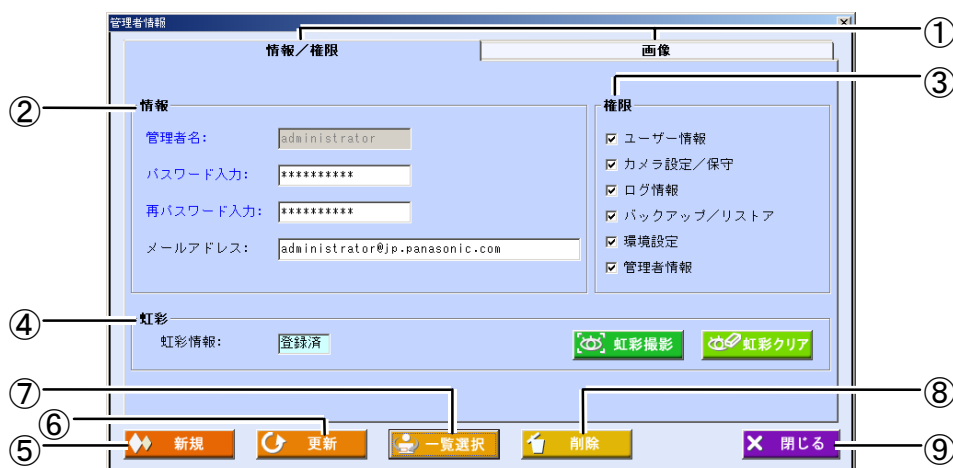 管理者情報
①
情報／権限
画像
②
情報
③
権限
管理者名:
administrator
ユーザー情報
パスワード入力:
**********
カメラ設定／保守
再パスワード入力:
**********
ログ情報
バックアップ／リストア
メールアドレス:
administrator@jp.panasonic.com
環境設定
管理者情報
④
虹彩
虹彩情報:
登録済
虹彩撮影
虹彩クリア
⑦
⑧
⑥
⑤
新規
更新
一覧選択
削除
閉じる
⑨